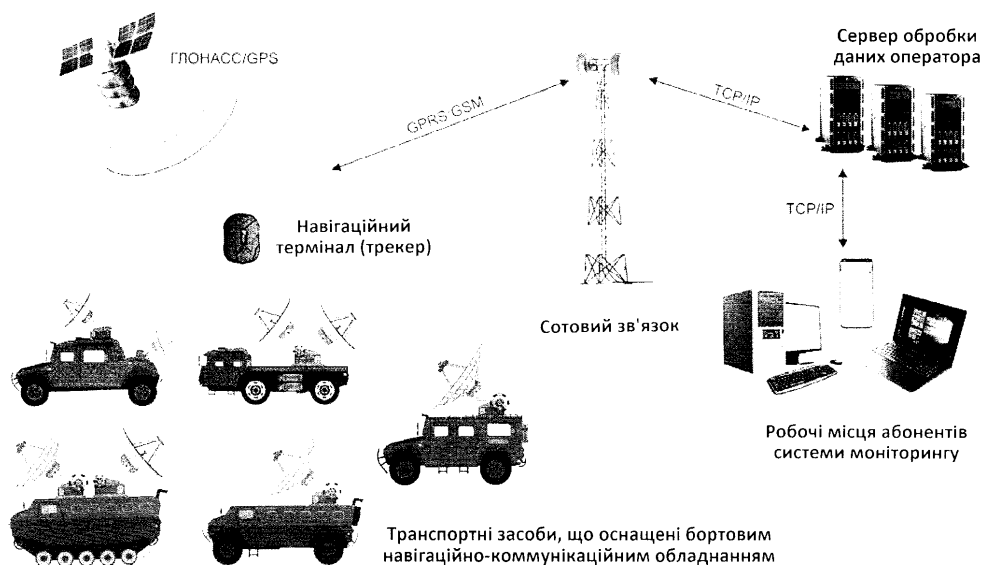 ГЛОНАСС/GPS
GPRS GSM
TCP/IP
Сервер обробки
даних оператора
TCP/IP
Навігаційний
термінал (трекер)
Сотовий зв'язок
Робочі місця абонентів
системи моніторингу
Транспортні засоби, що оснащені бортовим
навігаційно-коммунікаційним обладнанням